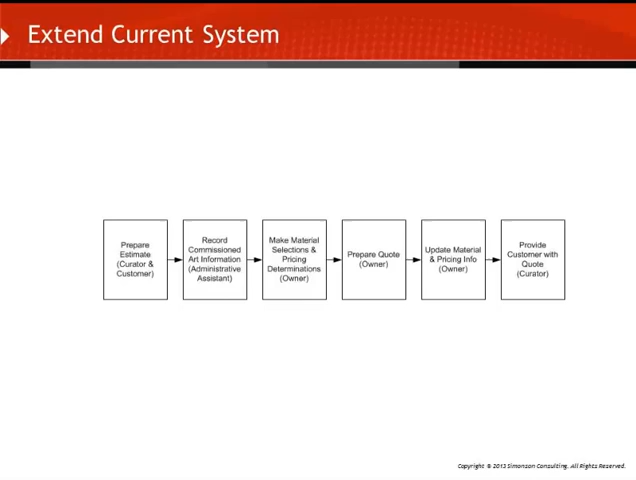 Extend Current System
Prepare
Estimate
(Curator &
Customer)
Record
Commissioned
Art Information
(Administrative
Assistant)
Make Material
Selections &
Pricing
Determinations
(Owner)
Prepare Quote
(Owner)
Update Material
& Pricing Info
(Owner)
Provide
Customer with
Quote
(Curator)
Copyright © 2013 Simonson Consulting. All Rights Reserved.